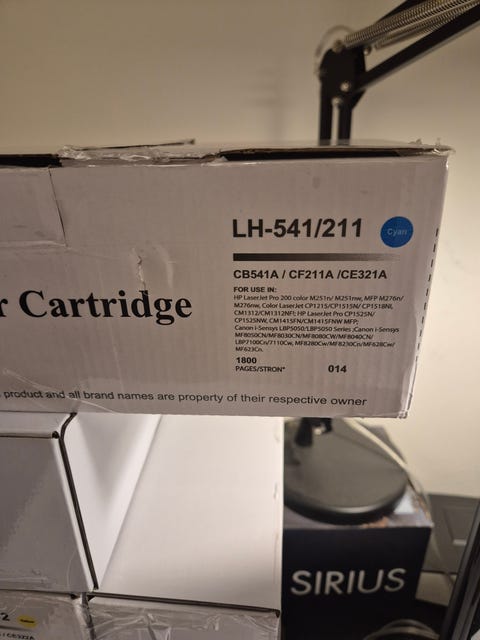 LH-541/211
Cyan
CB541A / CF211A /CE321A
FOR USE IN:
HP LaserJet Pro 200 color M251n/ M251nw, MFP M276n/
M276nw, Color LaserJet CP1215/CP1515N/ CP1518NI,
CM1312/CM1312NFI; HP LaserJet Pro CP1525N/
CP1525NW, CM1415FN/CM1415FNW MFP;
Canon i-Sensys LBP5050/LBP5050 Series ;Canon i-Sensys
MF8050CN/MF8030CN/MF8080CW/MF8040CN/
LBP7100Cn/7110Cw, MF8280Cw/MF8230Cn/MF628Cw/
MF623Cn.
1800
PAGES/STRON*
014
r Cartridge
product and all brand names are property of their respective owner
SIRIUS
2
/ CE322A